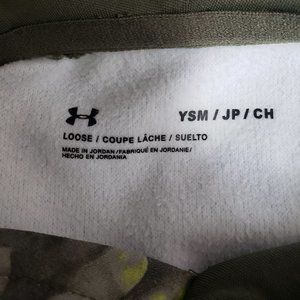 YSM / JP / CH
LOOSE / COUPE LÂCHE / SUELTO
MADE IN JORDAN / FABRIQUÉ EN JORDANIE /
HECHO EN JORDANIA